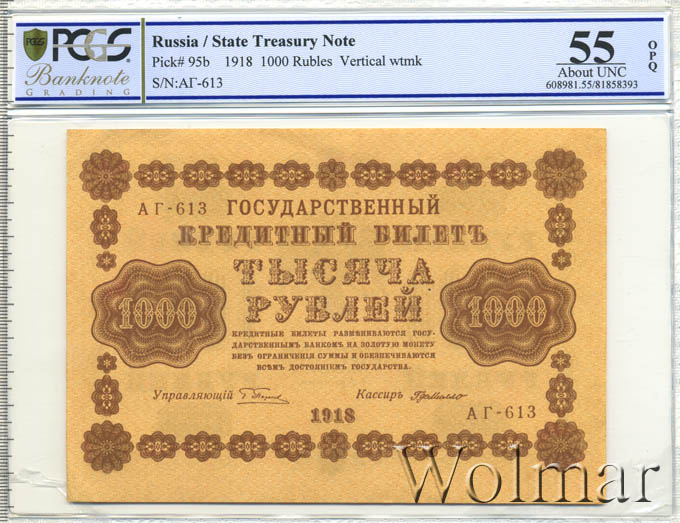 PCGS
Banknote
GRADING
Russia / State Treasury Note
Pick# 95b 1918 1000 Rubles Vertical wtmk
S/N:АГ-613
55
About UNC
608981.55/81858393
OPQ
АГ-613 ГОСУДАРСТВЕННЫЙ
КРЕДИТНЫЙ БИЛЕТЪ
ТЫСЯЧА
РУБЛЕЙ
1000
1000
КРЕДИТНЫЕ БИЛЕТЫ РАЗМѢНИВАЮТСЯ ГОСУ-
ДАРСТВЕННЫМЪ БАНКОМЪ НА ЗОЛОТУЮ МОНЕТУ
БЕЗЪ ОГРАНИЧЕНІЯ СУММЫ И ОБЕЗПЕЧИВАЮТСЯ
ВСѢМЪ ДОСТОЯНІЕМЪ ГОСУДАРСТВА.
Управляющій
Кассиръ
1918
АГ-613
Wolmar